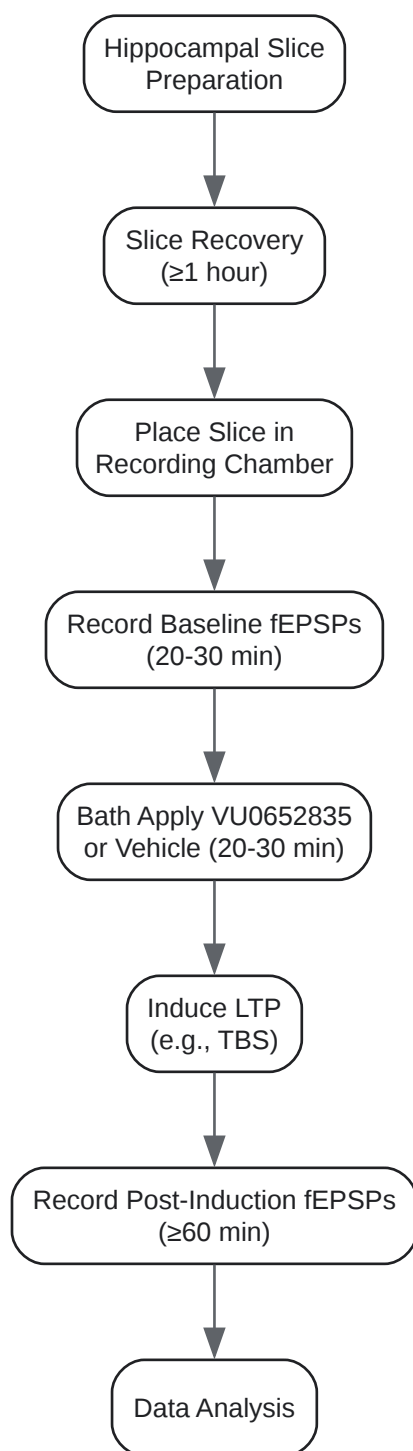 Hippocampal Slice
Preparation
Slice Recovery
(≥1 hour)
Place Slice in
Recording Chamber
Record Baseline fEPSPs
(20-30 min)
Bath Apply VU0652835
or Vehicle (20-30 min)
Induce LTP
(e.g., TBS)
Record Post-Induction fEPSPs
(≥60 min)
Data Analysis